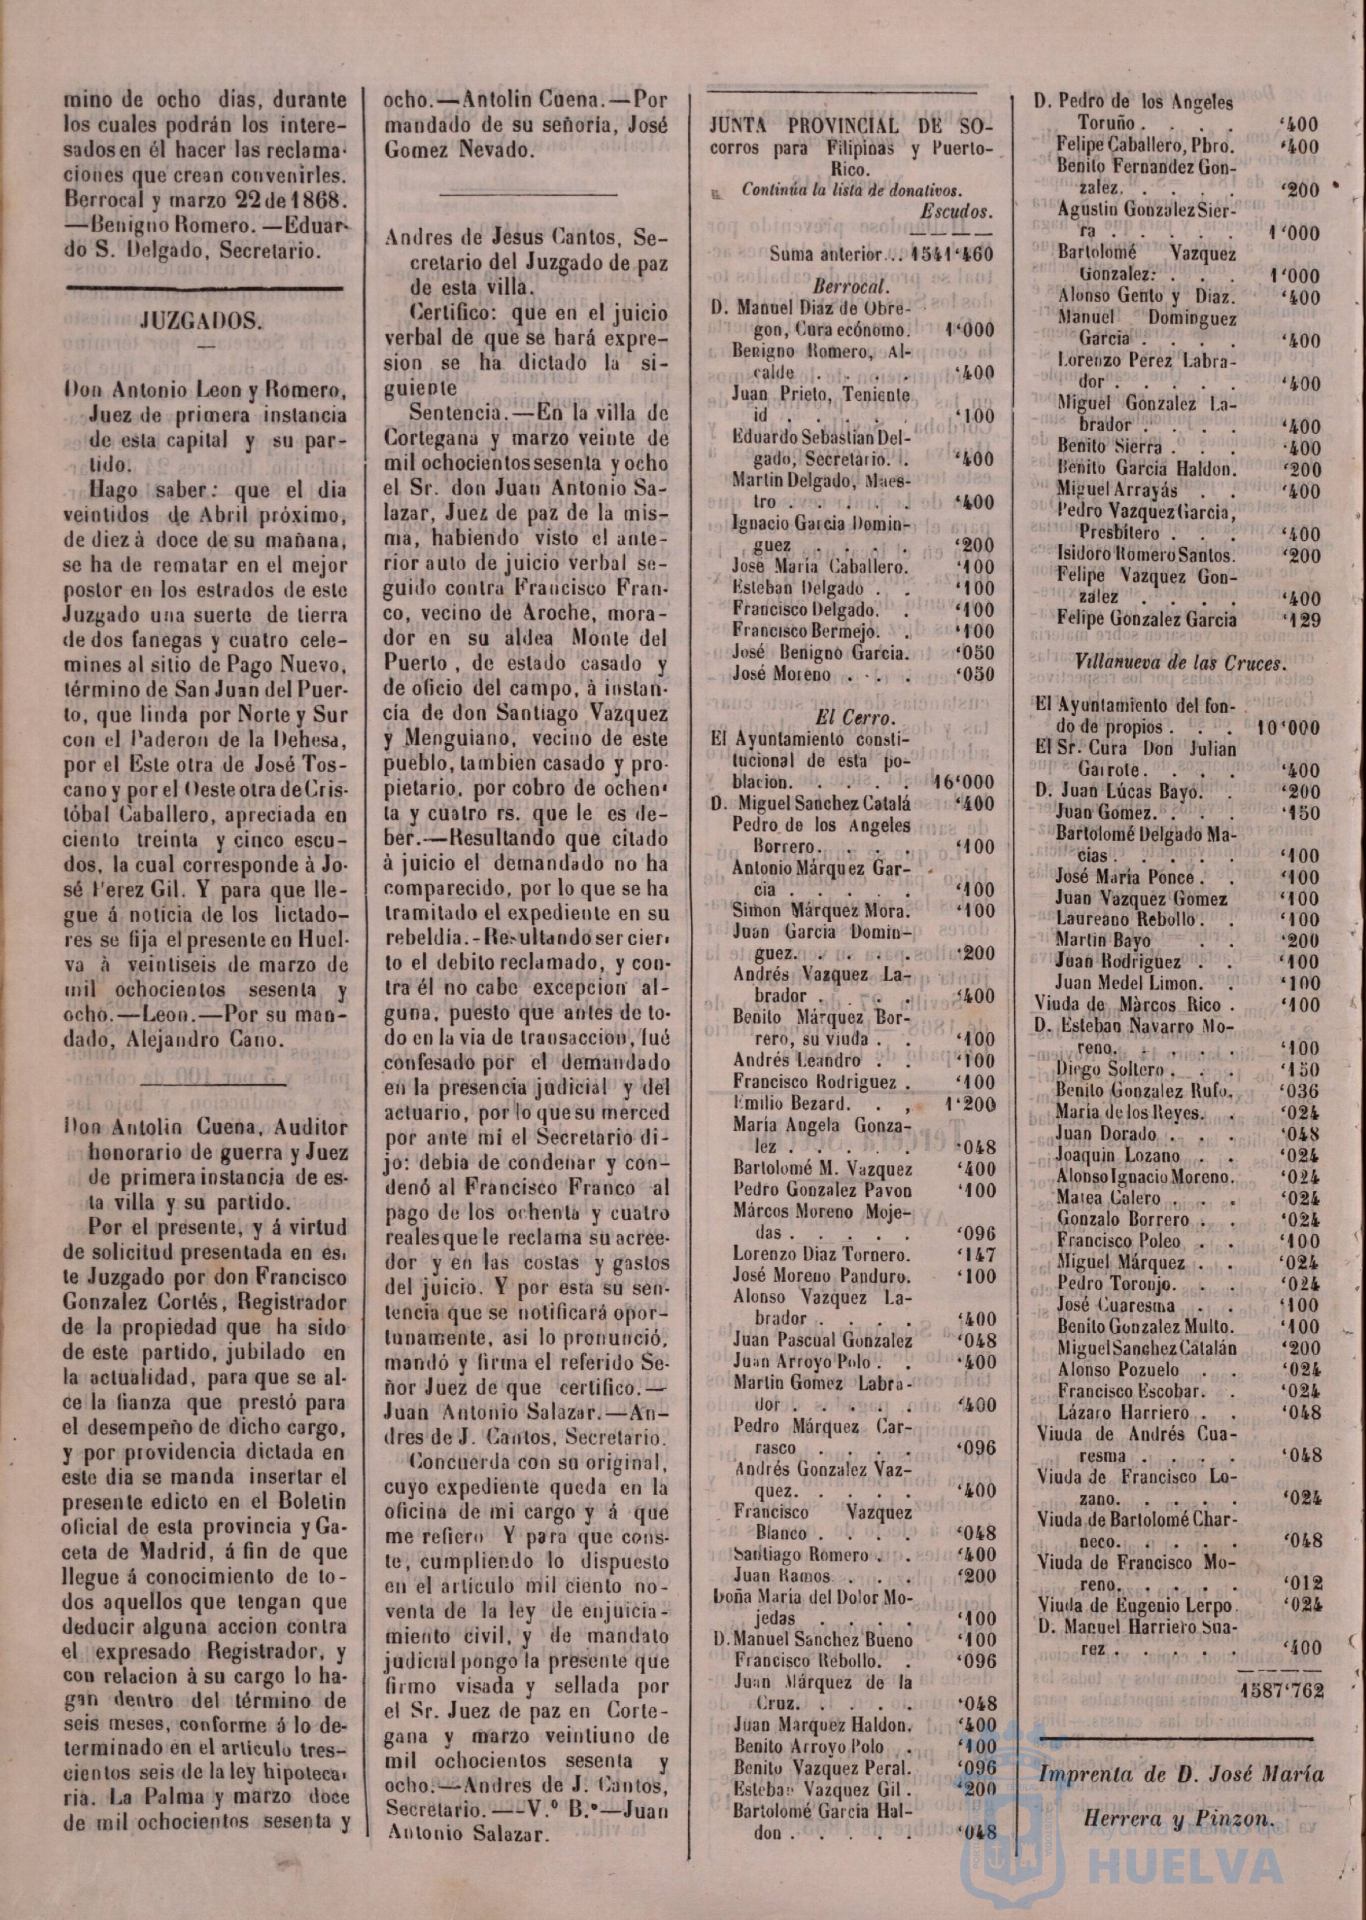 mino de ocho dias, durante
los cuales podrán los intere-
sados en él hacer las reclama-
ciones que crean convenirles.
Berrocal y marzo 22 de 1868.
—Benigno Romero.—Eduar-
do S. Delgado, Secretario.
JUZGADOS.
Don Antonio Leon y Romero,
Juez de primera instancia
de esta capital y su par-
tido.
Hago saber: que el dia
veintidos de Abril próximo,
de diez à doce de su mañana,
se ha de rematar en el mejor
postor en los estrados de este
Juzgado una suerte de tierra
de dos fanegas y cuatro cele-
mines al sitio de Pago Nuevo,
término de San Juan del Puer-
to, que linda por Norte y Sur
con el Paderon de la Dehesa,
por el Este otra de José Tos-
cano y por el Oeste otra de Cris-
tóbal Caballero, apreciada en
ciento treinta y cinco escu-
dos, la cual corresponde à Jo-
sé Perez Gil. Y para que lle-
gue á noticia de los lictado-
res se fija el presente en Huel-
va à veintiseis de marzo de
mil ochocientos sesenta y
ocho.—Leon.—Por su man-
dado, Alejandro Cano.
Don Antolin Cuena, Auditor
honorario de guerra y Juez
de primera instancia de es-
ta villa y su partido.
Por el presente, y á virtud
de solicitud presentada en es-
te Juzgado por don Francisco
Gonzalez Cortés, Registrador
de la propiedad que ha sido
de este partido, jubilado en
la actualidad, para que se al-
ce la fianza que prestó para
el desempeño de dicho cargo,
y por providencia dictada en
este dia se manda insertar el
presente edicto en el Boletin
oficial de esta provincia y Ga-
ceta de Madrid, á fin de que
llegue á conocimiento de to-
dos aquellos que tengan que
deducir alguna accion contra
el expresado Registrador, y
con relacion à su cargo lo ha-
gan dentro del término de
seis meses, conforme á lo de-
terminado en el articulo tres-
cientos seis de la ley hipoteca-
ria. La Palma y marzo doce
de mil ochocientos sesenta y
ocho.—Antolin Cuena.—Por
mandado de su señoria, José
Gomez Nevado.
Andres de Jesus Cantos, Se-
cretario del Juzgado de paz
de esta villa.
Certifico: que en el juicio
verbal de que se hará expre-
sion se ha dictado la si-
guiente
Sentencia.—En la villa de
Cortegana y marzo veinte de
mil ochocientos sesenta y ocho
el Sr. don Juan Antonio Sa-
lazar, Juez de paz de la mis-
ma, habiendo visto el ante-
rior auto de juicio verbal se-
guido contra Francisco Fran-
co, vecino de Aroche, mora-
dor en su aldea Monte del
Puerto, de estado casado y
de oficio del campo, à instan-
cía de don Santiago Vazquez
y Menguiano, vecino de este
pueblo, tambien casado y pro-
pietario, por cobro de ochen-
ta y cuatro rs. que le es de-
ber.—Resultando que citado
à juicio el demandado no ha
comparecido, por lo que se ha
tramitado el expediente en su
rebeldia.-Resultando ser cier-
to el debito reclamado, y con-
tra él no cabe excepcion al-
guna, puesto que antes de to-
do en la via de transaccion, fué
confesado por el demandado
en la presencia judicial y del
actuario, por lo que su merced
por ante mi el Secretario di-
jo: debia de condenar y con-
denó al Francisco Franco al
pago de los ochenta y cuatro
reales que le reclama su acree-
dor y en las costas y gastos
del juicio. Y por esta su sen-
tencia que se notificará opor-
tunamente, asi lo pronunció,
mandó y firma el referido Se-
ñor Juez de que certifico.—
Juan Antonio Salazar.—An-
dres de J. Cantos, Secretario.
Concuerda con su original,
cuyo expediente queda en la
oficina de mi cargo y á que
me refiero Y para que cons-
te, cumpliendo lo dispuesto
en el artículo mil ciento no-
venta de la ley de enjuicia-
miento civil, y de mandato
judicial pongo la presente que
firmo visada y sellada por
el Sr. Juez de paz en Corte-
gana y marzo veintiuno de
mil ochocientos sesenta y
ocho.—Andres de J. Cantos,
Secretario.——V.º B.º—Juan
Antonio Salazar.
JUNTA PROVINCIAL DE SO-
corros para Filipinas y Puerto-
Rico.
Continúa la lista de donativos.
Escudos.
Suma anterior... 1541‘460
Berrocal.
D. Manuel Diaz de Obre-
gon, Cura ecónomo. 1‘000
Benigno Romero, Al-
calde . . . . ‘400
Juan Prieto, Teniente
id . . . . . ‘100
Eduardo Sebastian Del-
gado, Secretario. . ‘400
Martin Delgado, Maes-
tro . . . . . ‘400
Ignacio Garcia Domin-
guez . . . . ‘200
José María Caballero. ‘100
Esteban Delgado . . ‘100
Francisco Delgado. . ‘100
Francisco Bermejo. . ‘100
José Benigno Garcia. ‘050
José Moreno . . . ‘050
El Cerro.
El Ayuntamiento consti-
tucional de esta po-
blacion. . . . . 16‘000
D. Miguel Sanchez Catalá ‘400
Pedro de los Angeles
Borrero. . . . ‘100
Antonio Márquez Gar-
cia . . . . . ‘100
Simon Márquez Mora. ‘100
Juan Garcia Domin-
guez. . . . . ‘200
Andrés Vazquez La-
brador . . . . ‘400
Benito Márquez Bor-
rero, su viuda . . ‘100
Andrés Leandro . . ‘100
Francisco Rodriguez . ‘100
Emilio Bezard. . , 1‘200
María Angela Gonza-
lez . . . . . ‘048
Bartolomé M. Vazquez ‘400
Pedro Gonzalez Pavon ‘100
Márcos Moreno Moje-
das . . . . . ‘096
Lorenzo Diaz Tornero. ‘147
José Moreno Panduro. ‘100
Alonso Vazquez La-
brador . . . . ‘400
Juan Pascual Gonzalez ‘048
Juan Arroyo Polo . . ‘400
Martin Gomez Labra-
dor . . . . . ‘400
Pedro Márquez Car-
rasco . . . . ‘096
Andrés Gonzalez Vaz-
quez. . . . . ‘400
Francisco Vazquez
Blanco . . . . ‘048
Santiago Romero . . ‘400
Juan Ramos . . . ‘200
Doña María del Dolor Mo-
jedas . . . . ‘100
D. Manuel Sanchez Bueno ‘100
Francisco Rebollo. . ‘096
Juan Márquez de la
Cruz. . . . . ‘048
Juan Marquez Haldon. ‘400
Benito Arroyo Polo . ‘100
Benito Vazquez Peral. ‘096
Esteban Vazquez Gil . ‘200
Bartolomé Garcia Hal-
don . . . . . ‘048
D. Pedro de los Angeles
Toruño . . . . ‘400
Felipe Caballero, Pbro. ‘400
Benito Fernandez Gon-
zalez. . . . . ‘200
Agustin Gonzalez Sier-
ra . . . . . 1‘000
Bartolomé Vazquez
Gonzalez: . . . 1‘000
Alonso Gento y Diaz. ‘400
Manuel Dominguez
Garcia . . . . ‘400
Lorenzo Perez Labra-
dor . . . . . ‘400
Miguel Gonzalez La-
brador . . . . ‘400
Benito Sierra . . . ‘400
Benito Garcia Haldon. ‘200
Miguel Arrayás . . ‘400
Pedro Vazquez Garcia,
Presbítero . . . ‘400
Isidoro Romero Santos. ‘200
Felipe Vazquez Gon-
zalez . . . . ‘400
Felipe Gonzalez Garcia ‘129
Villanueva de las Cruces.
El Ayuntamiento del fon-
do de propios . . . 10‘000
El Sr. Cura Don Julian
Garrote. . . . ‘400
D. Juan Lúcas Bayo. . ‘200
Juan Gomez. . . . ‘150
Bartolomé Delgado Ma-
cias . . . . . ‘100
José María Ponce . . ‘100
Juan Vazquez Gomez ‘100
Laureano Rebollo . . ‘100
Martin Bayo . . ‘200
Juan Rodriguez . . ‘100
Juan Medel Limon. . ‘100
Viuda de Màrcos Rico . ‘100
D. Esteban Navarro Mo-
reno. . . . . ‘100
Diego Soltero . . . ‘150
Benito Gonzalez Rufo. ‘036
Maria de los Reyes. . ‘024
Juan Dorado . . . ‘048
Joaquin Lozano . . ‘024
Alonso Ignacio Moreno. ‘024
Matea Calero . . . ‘024
Gonzalo Borrero . . ‘024
Francisco Poleo . . ‘100
Miguel Márquez . . ‘024
Pedro Toronjo. . . ‘024
José Cuaresma . . ‘100
Benito Gonzalez Multo. ‘100
Miguel Sanchez Catalán ‘200
Alonso Pozuelo . . ‘024
Francisco Escobar. . ‘024
Lázaro Harriero . . ‘048
Viuda de Andrés Cua-
resma . . . . ‘048
Viuda de Francisco Lo-
zano. . . . . ‘024
Viuda de Bartolomé Char-
neco. . . . . ‘048
Viuda de Francisco Mo-
reno. . . . . ‘012
Viuda de Eugenio Lerpo. ‘024
D. Manuel Harriero Sua-
rez . . . . . ‘400
1587‘762
Imprenta de D. José María
Herrera y Pinzon.
Ayuntamiento de
HUELVA